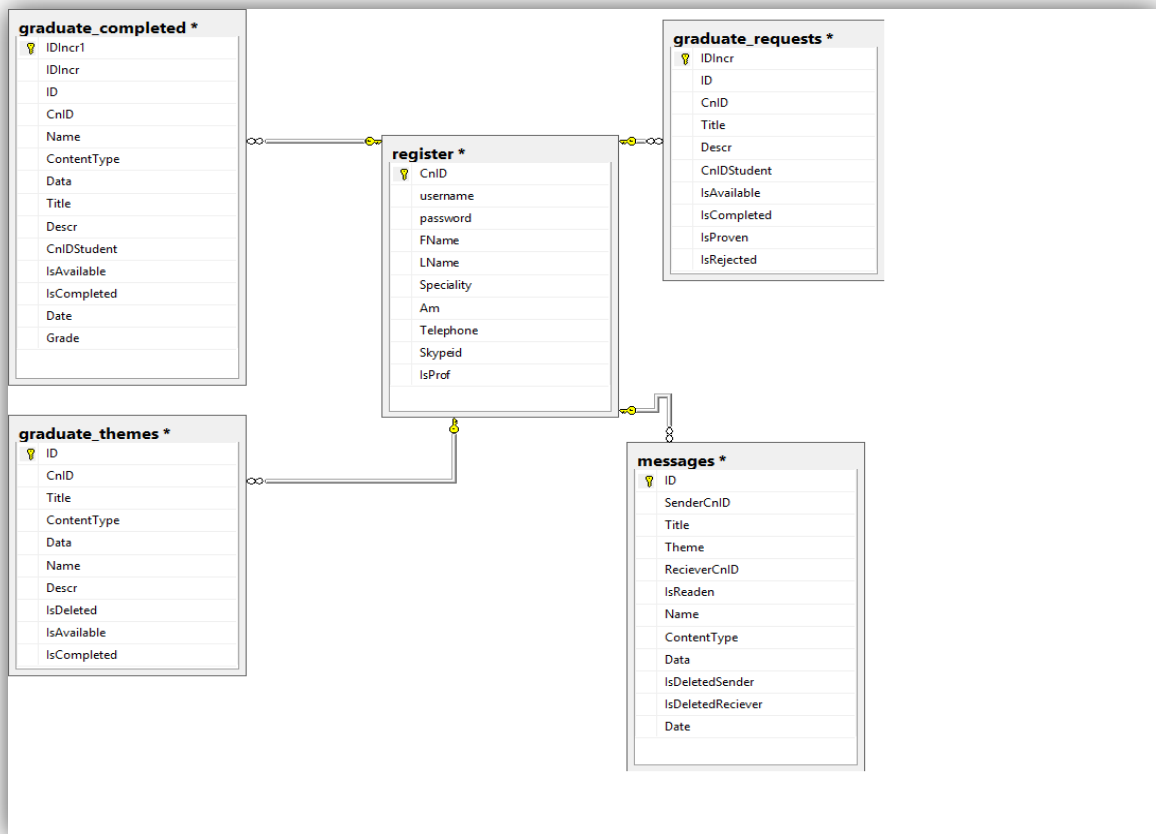 graduate_completed *
IDIncr1
IDIncr
ID
CnID
Name
ContentType
Data
Title
Descr
CnIDStudent
IsAvailable
IsCompleted
Date
Grade
register *
CnID
username
password
FName
LName
Speciality
Am
Telephone
Skypeid
IsProf
graduate_requests *
IDIncr
ID
CnID
Title
Descr
CnIDStudent
IsAvailable
IsCompleted
IsProven
IsRejected
graduate_themes *
ID
CnID
Title
ContentType
Data
Name
Descr
IsDeleted
IsAvailable
IsCompleted
messages *
ID
SenderCnID
Title
Theme
RecieverCnID
IsReaden
Name
ContentType
Data
IsDeletedSender
IsDeletedReciever
Date